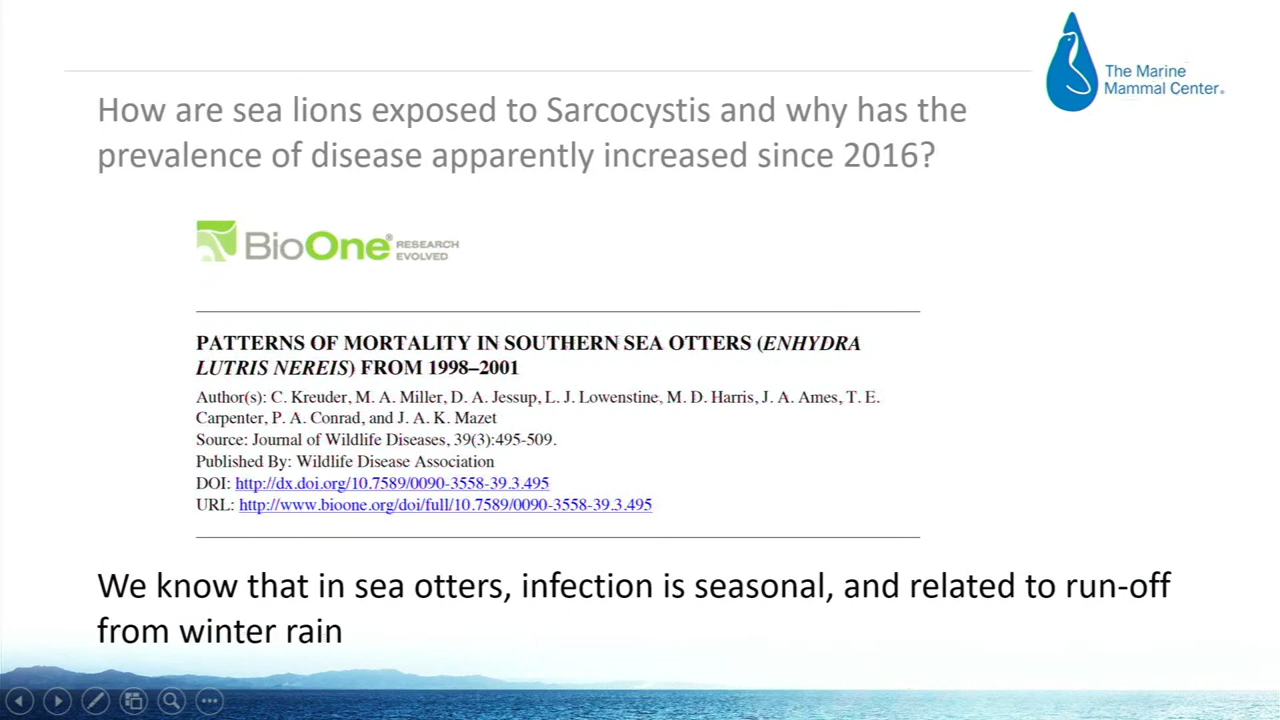 The Marine
Mammal Center®
How are sea lions exposed to Sarcocystis and why has the
prevalence of disease apparently increased since 2016?
BioOne® RESEARCH
EVOLVED
PATTERNS OF MORTALITY IN SOUTHERN SEA OTTERS (ENHYDRA
LUTRIS NEREIS) FROM 1998–2001
Author(s): C. Kreuder, M. A. Miller, D. A. Jessup, L. J. Lowenstine, M. D. Harris, J. A. Ames, T. E.
Carpenter, P. A. Conrad, and J. A. K. Mazet
Source: Journal of Wildlife Diseases, 39(3):495-509.
Published By: Wildlife Disease Association
DOI: http://dx.doi.org/10.7589/0090-3558-39.3.495
URL: http://www.bioone.org/doi/full/10.7589/0090-3558-39.3.495
We know that in sea otters, infection is seasonal, and related to run-off
from winter rain